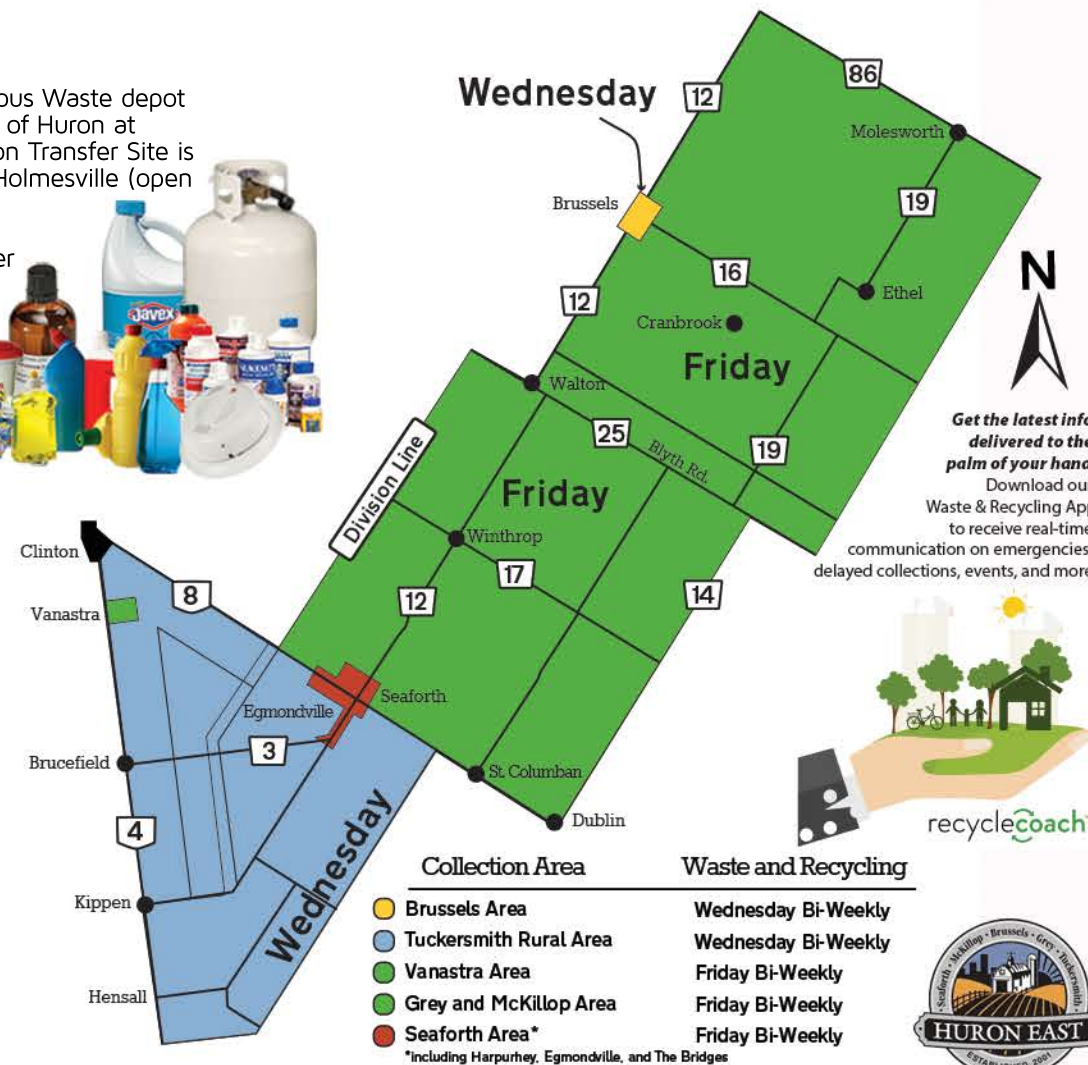 ous Waste depot
of Huron at
on Transfer Site is
Holmesville (open
er
Javex
Wednesday
12
86
Molesworth
19
Brussels
16
12
Ethel
Cranbrook
Friday
N
Walton
25
Blyth Rd.
19
Division Line
Friday
Winthrop
17
12
14
Get the latest info
delivered to the
palm of your hand
Download our
Waste & Recycling App
to receive real-time
communication on emergencies,
delayed collections, events, and more
Clinton
8
Vanastra
Seaforth
Egmondville
3
Brucefield
St. Columban
Dublin
4
Wednesday
Kippen
Hensall
recyclecoach
Collection Area Waste and Recycling
Brussels Area Wednesday Bi-Weekly
Tuckersmith Rural Area Wednesday Bi-Weekly
Vanastra Area Friday Bi-Weekly
Grey and McKillop Area Friday Bi-Weekly
Seaforth Area* Friday Bi-Weekly
*including Harpurhey, Egmondville, and The Bridges
Seaforth • McKillop • Brussels • Grey • Tuckersmith
HURON EAST
ESTABLISHED 2001